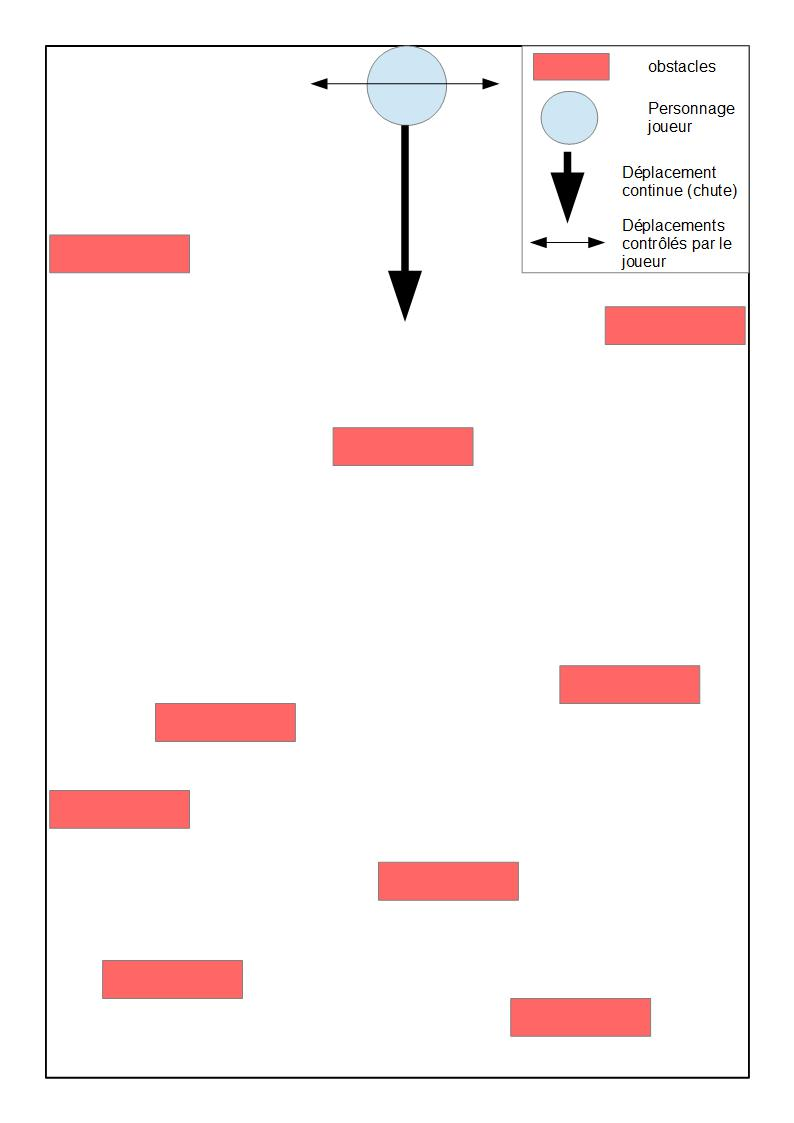 obstacles
Personnage
joueur
Déplacement
continue (chute)
Déplacements
contrôlés par le
joueur